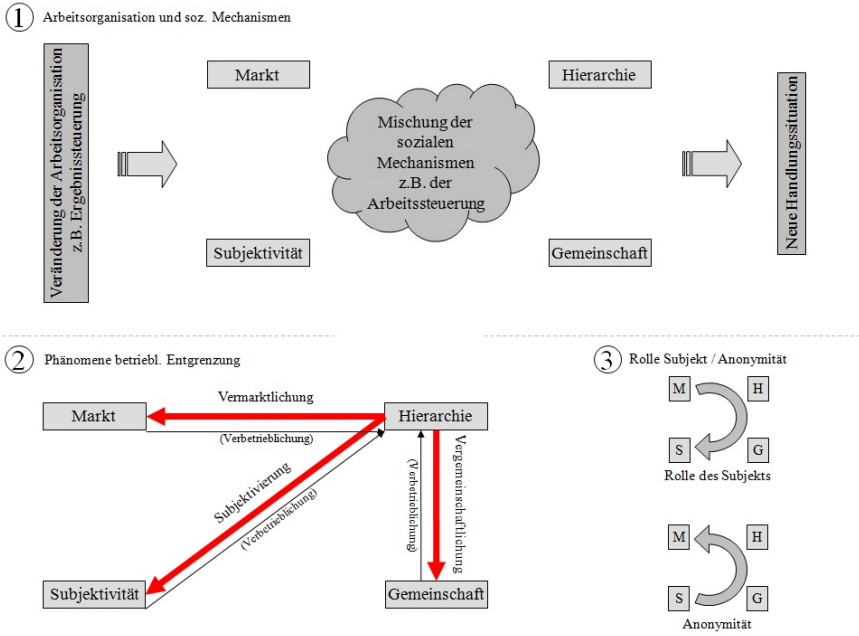 1 Arbeitsorganisation und soz. Mechanismen
Veränderung der Arbeitsorganisation
z.B. Ergebnissteuerung
Markt
Hierarchie
Mischung der
sozialen
Mechanismen
z.B. der
Arbeitssteuerung
Subjektivität
Gemeinschaft
Neue Handlungssituation
2 Phänomene betriebl. Entgrenzung
Markt
Vermarktlichung
(Verbetrieblichung)
Hierarchie
Subjektivierung
(Verbetrieblichung)
(Verbetrieblichung)
Vergemeinschaftlichung
Subjektivität
Gemeinschaft
3 Rolle Subjekt / Anonymität
M H
S G
Rolle des Subjekts
M H
S G
Anonymität